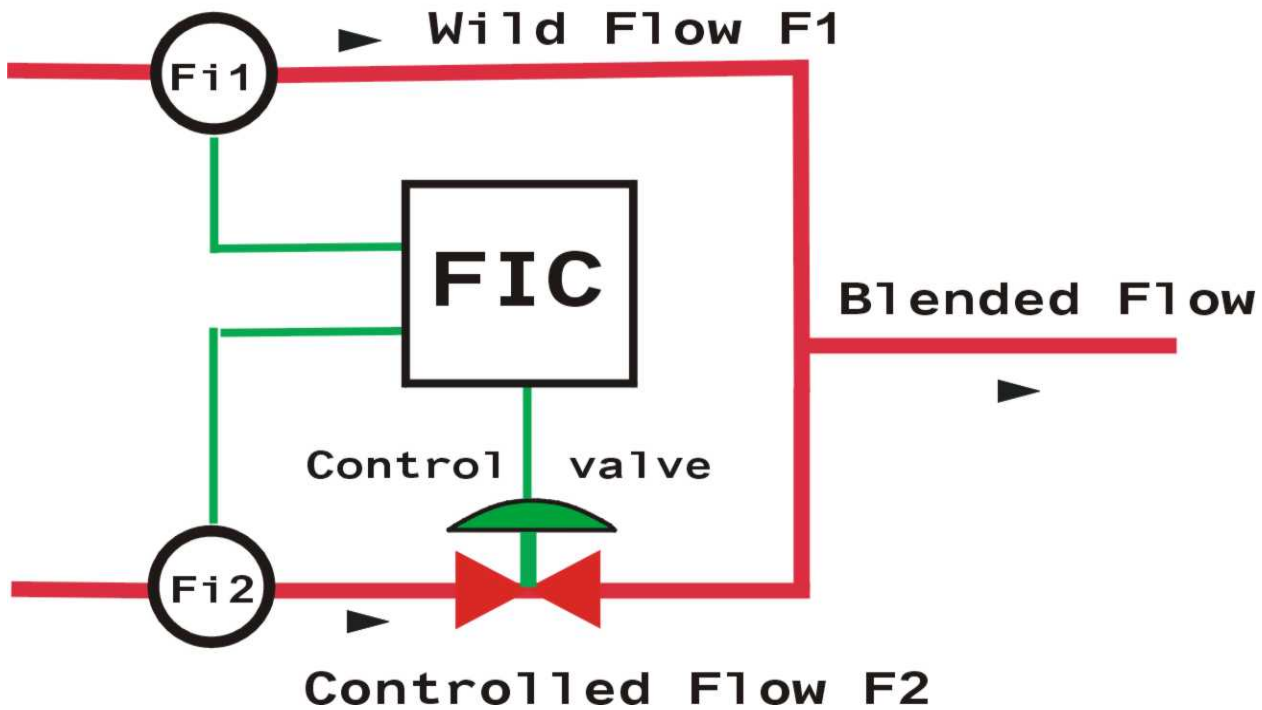 Wild Flow F1
Fi1
FIC
Blended Flow
Control valve
Fi2
Controlled Flow F2